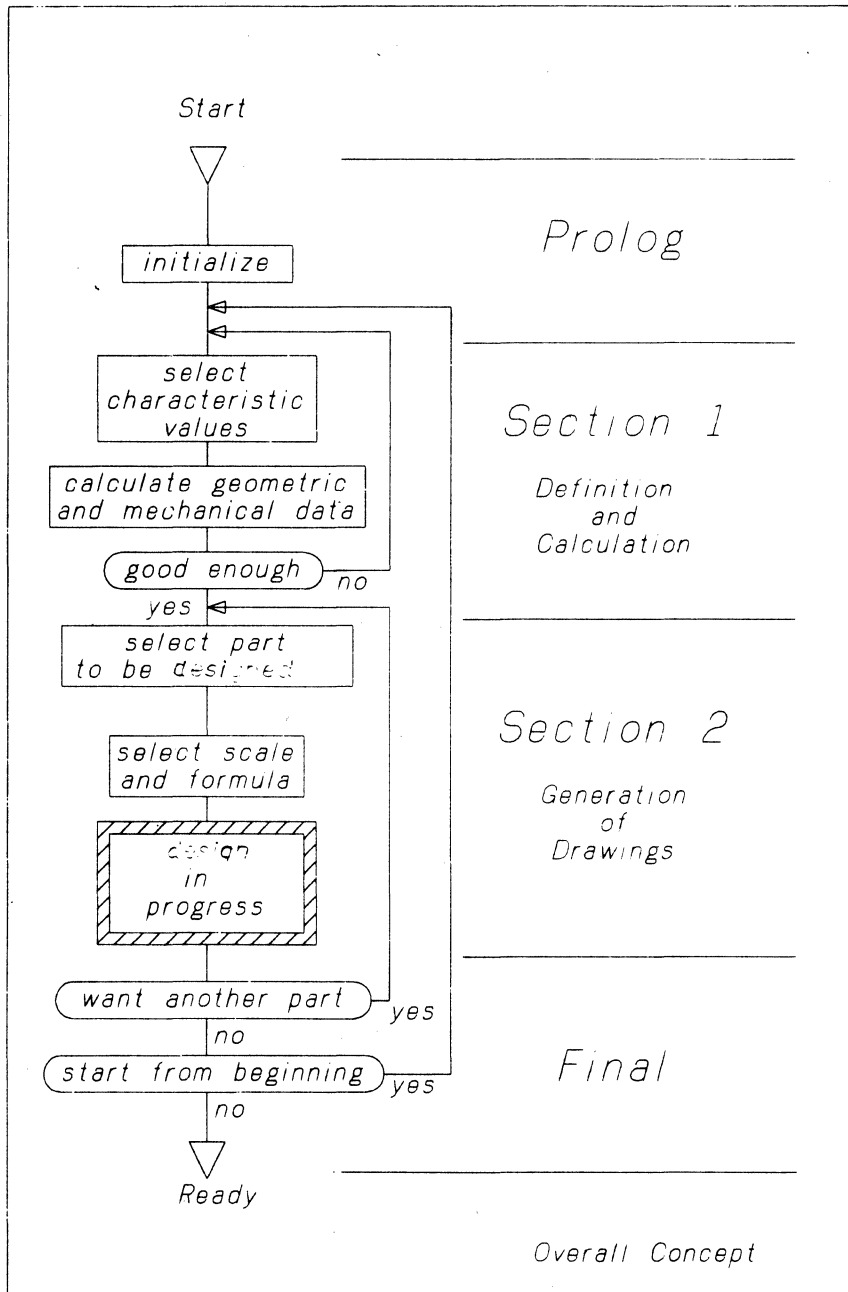 Start
Prolog
initialize
select
characteristic
values
Section 1
calculate geometric
and mechanical data
Definition
and
Calculation
good enough
no
yes
select part
to be designed
Section 2
select scale
and formula
Generation
of
Drawings
design
in
progress
want another part
yes
no
start from beginning
yes
Final
no
Ready
Overall Concept